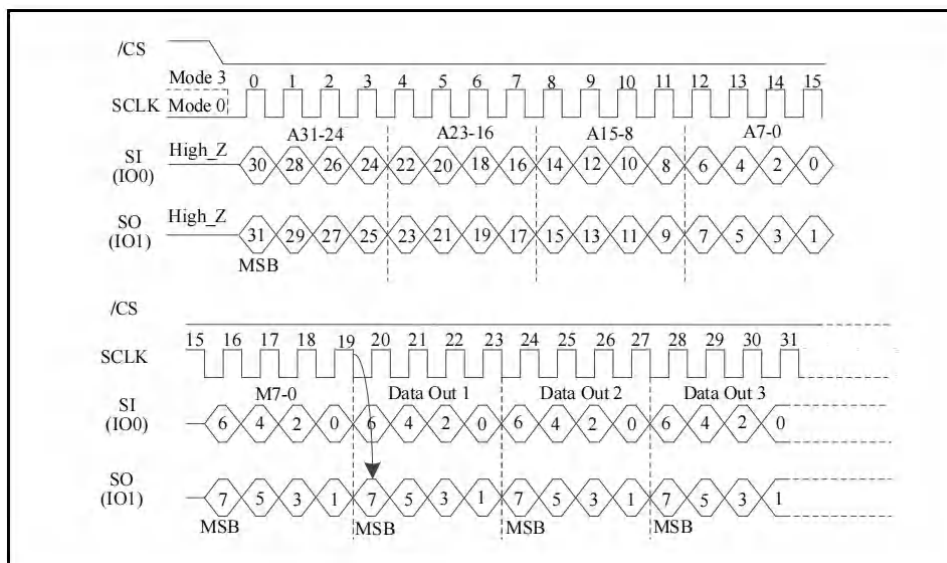 /CS
Mode 3 0 1 2 3 4 5 6 7 8 9 10 11 12 13 14 15
SCLK Mode 0
A31-24 A23-16 A15-8 A7-0
SI High_Z
(IO0) 30 28 26 24 22 20 18 16 14 12 10 8 6 4 2 0
SO High_Z
(IO1) 31 29 27 25 23 21 19 17 15 13 11 9 7 5 3 1
MSB
/CS
15 16 17 18 19 20 21 22 23 24 25 26 27 28 29 30 31
SCLK
M7-0 Data Out 1 Data Out 2 Data Out 3
SI
(IO0) 6 4 2 0 6 4 2 0 6 4 2 0 6 4 2 0
SO
(IO1) 7 5 3 1 7 5 3 1 7 5 3 1 7 5 3 1
MSB MSB MSB MSB